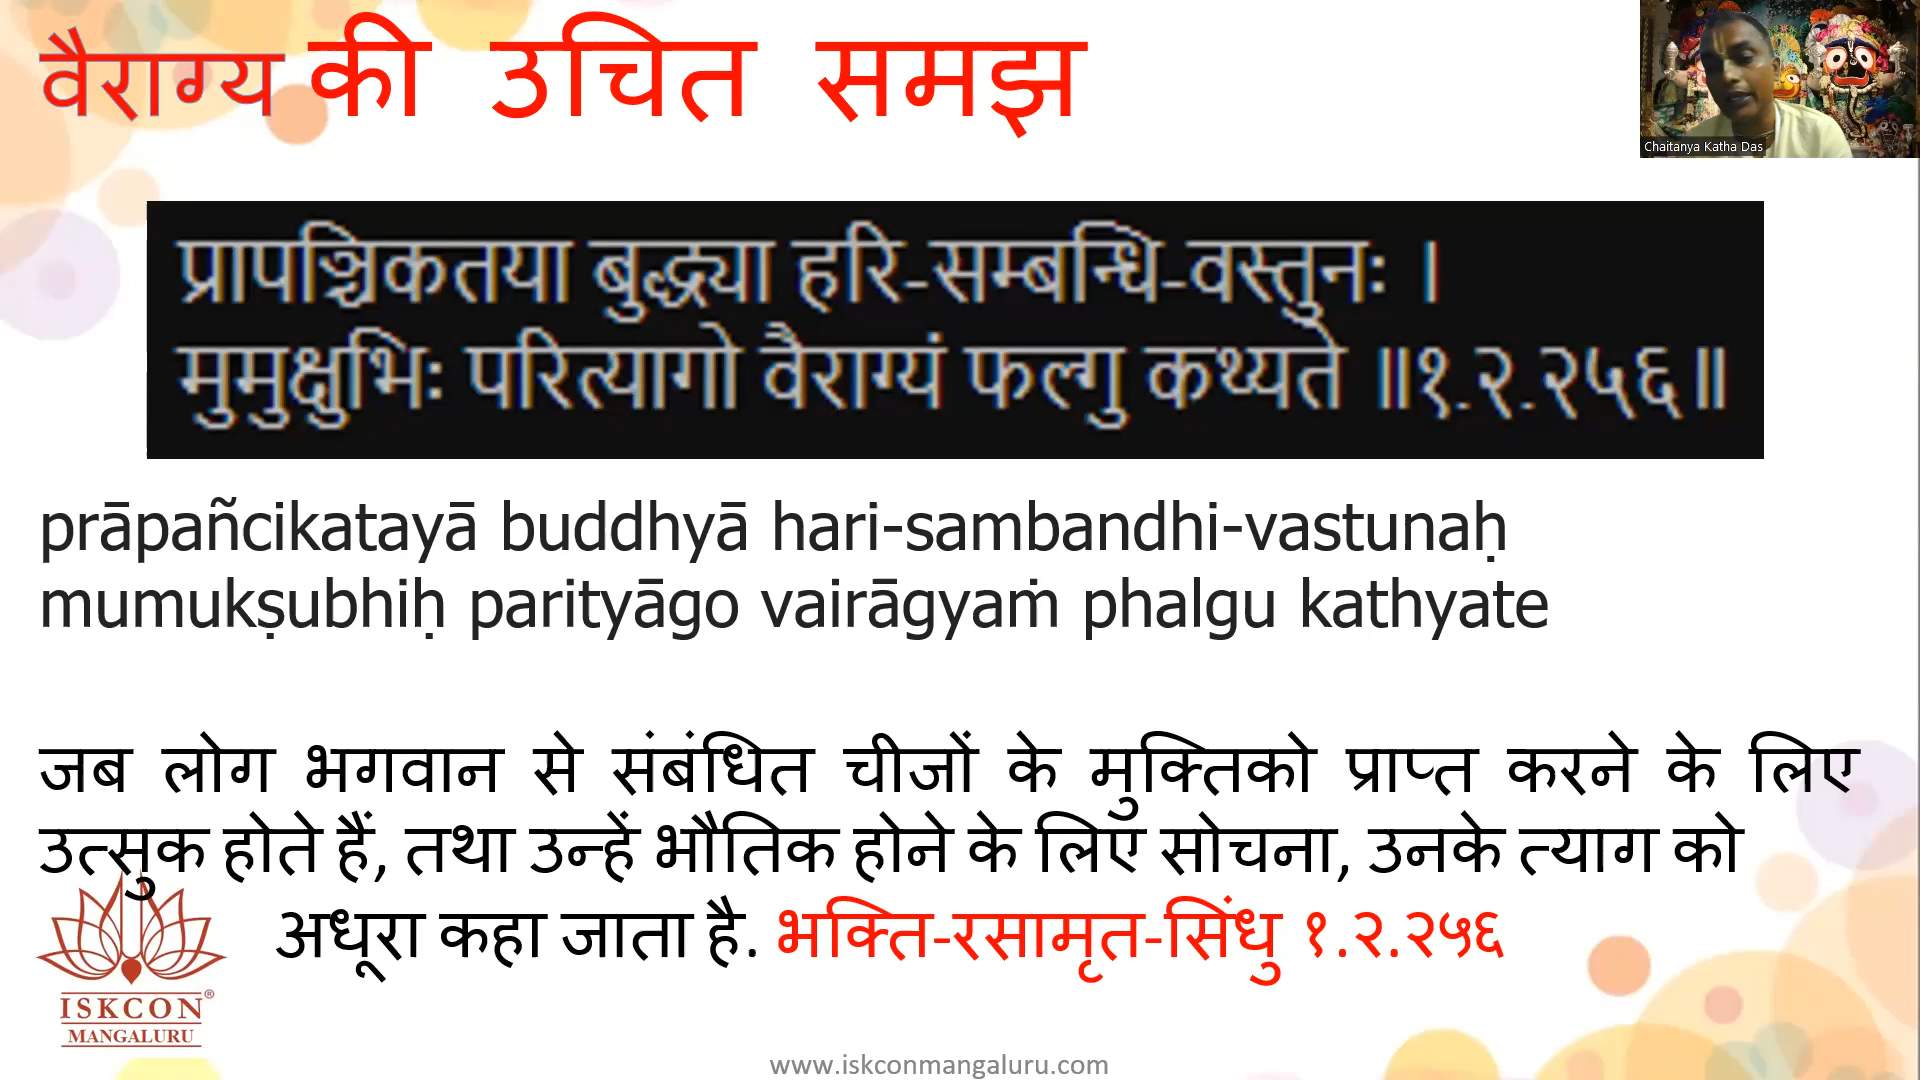 वैराग्य की उचित समझ
Chaitanya Katha Das
प्रापञ्चिकतया बुद्ध्या हरि-सम्बन्धि-वस्तुनः ।
मुमुक्षुभिः परित्यागो वैराग्यं फल्गु कथ्यते ॥१.२.२५६॥
prāpañcikatayā buddhyā hari-sambandhi-vastunaḥ
mumukṣubhiḥ parityāgo vairāgyaṁ phalgu kathyate
जब लोग भगवान से संबंधित चीजों के मुक्तिको प्राप्त करने के लिए
उत्सुक होते हैं, तथा उन्हें भौतिक होने के लिए सोचना, उनके त्याग को
अधूरा कहा जाता है. भक्ति-रसामृत-सिंधु १.२.२५६
ISKCON®
MANGALURU
www.iskconmangaluru.com